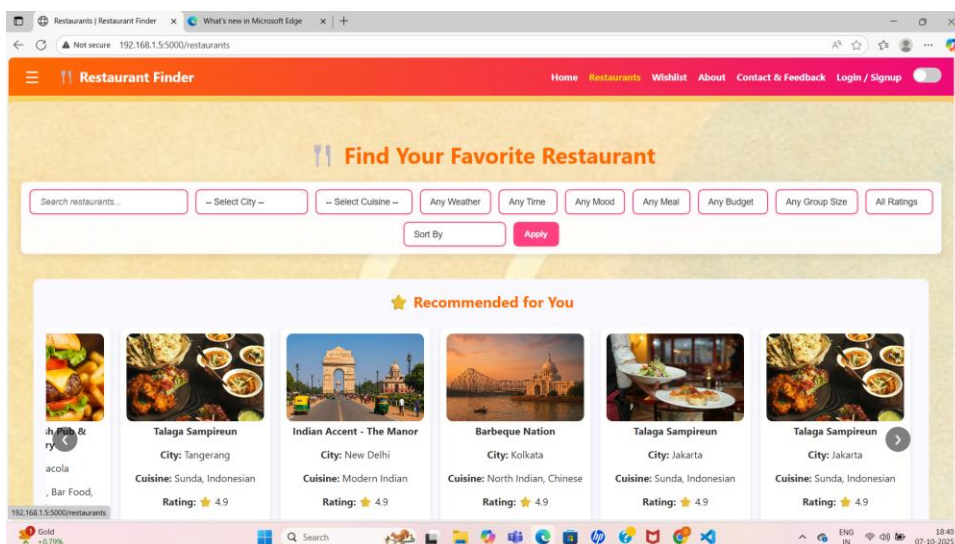 Restaurants | Restaurant Finder
What's new in Microsoft Edge
Not secure 192.168.1.5:5000/restaurants
Restaurant Finder
Home Restaurants Wishlist About Contact & Feedback Login / Signup
Find Your Favorite Restaurant
Search restaurants...
-- Select City --
-- Select Cuisine --
Any Weather
Any Time
Any Mood
Any Meal
Any Budget
Any Group Size
All Ratings
Sort By
Apply
Recommended for You
sh Pub &
ry
acola
, Bar Food,
Talaga Sampireun
City: Tangerang
Cuisine: Sunda, Indonesian
Rating: ⭐ 4.9
Indian Accent - The Manor
City: New Delhi
Cuisine: Modern Indian
Rating: ⭐ 4.9
Barbeque Nation
City: Kolkata
Cuisine: North Indian, Chinese
Rating: ⭐ 4.9
Talaga Sampireun
City: Jakarta
Cuisine: Sunda, Indonesian
Rating: ⭐ 4.9
Talaga Sampireun
City: Jakarta
Cuisine: Sunda, Indonesian
Rating: ⭐ 4.9
192.168.1.5:5000/restaurants
Gold
+0.79%
Search
ENG
IN
18:40
07-10-2025